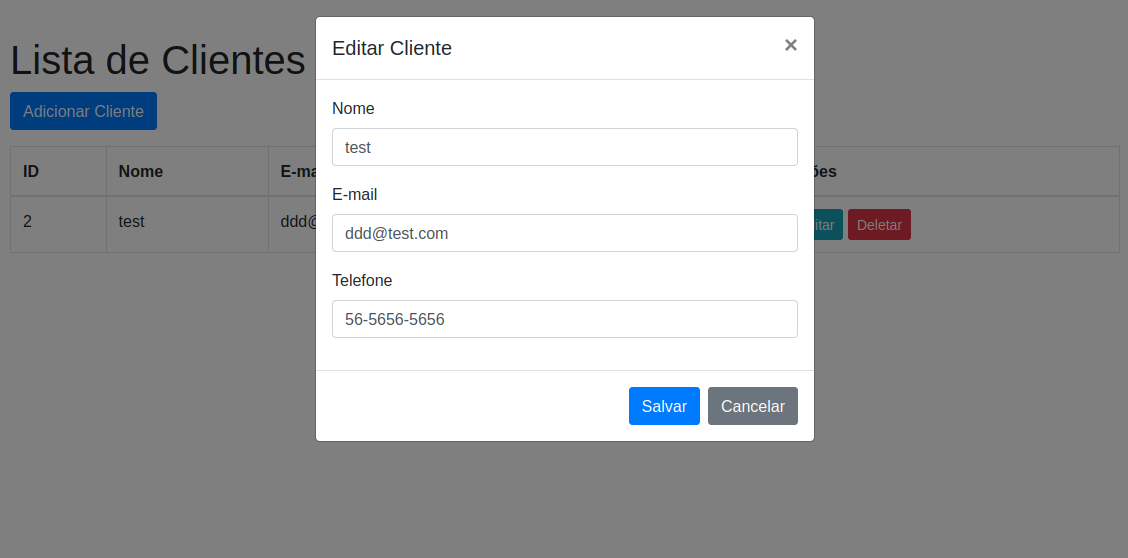 Editar Cliente ×
Lista de Clientes
Nome
Adicionar Cliente
test
ID Nome E-ma ões
E-mail
2 test ddd@ itar Deletar
ddd@test.com
Telefone
56-5656-5656
Salvar Cancelar